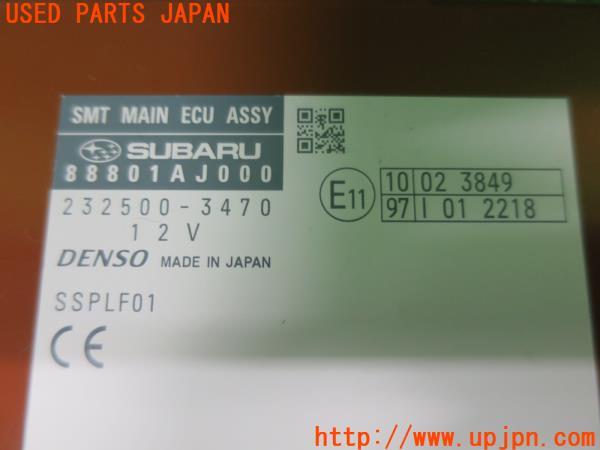 USED PARTS JAPAN
SMT MAIN ECU ASSY
SUBARU
88801AJ000
232500-3470
12V
DENSO MADE IN JAPAN
SSPLF01
CE
E11
10 02 3849
97 I 01 2218
http://www.upjpn.com/